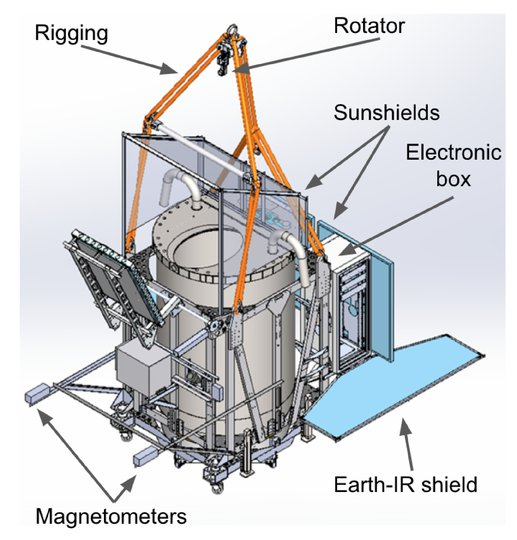 Rigging
Rotator
Sunshields
Electronic
box
Earth-IR shield
Magnetometers